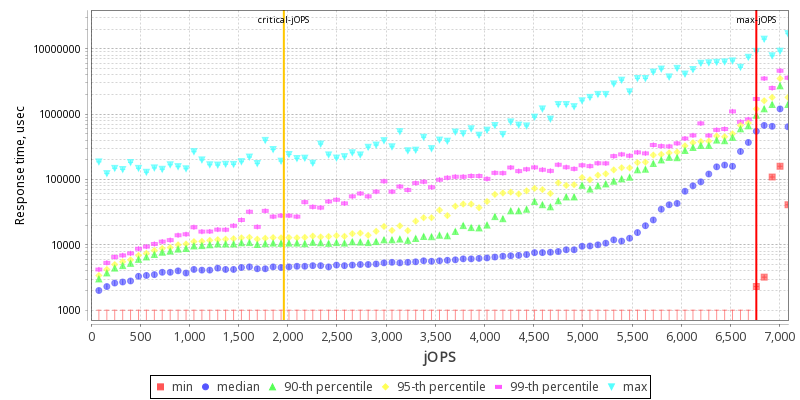 critical-jOPS
max-jOPS
10000000
1000000
100000
10000
1000
Response time, usec
0
500
1,000
1,500
2,000
2,500
3,000
3,500
4,000
4,500
5,000
5,500
6,000
6,500
7,000
jOPS
min
median
90-th percentile
95-th percentile
99-th percentile
max